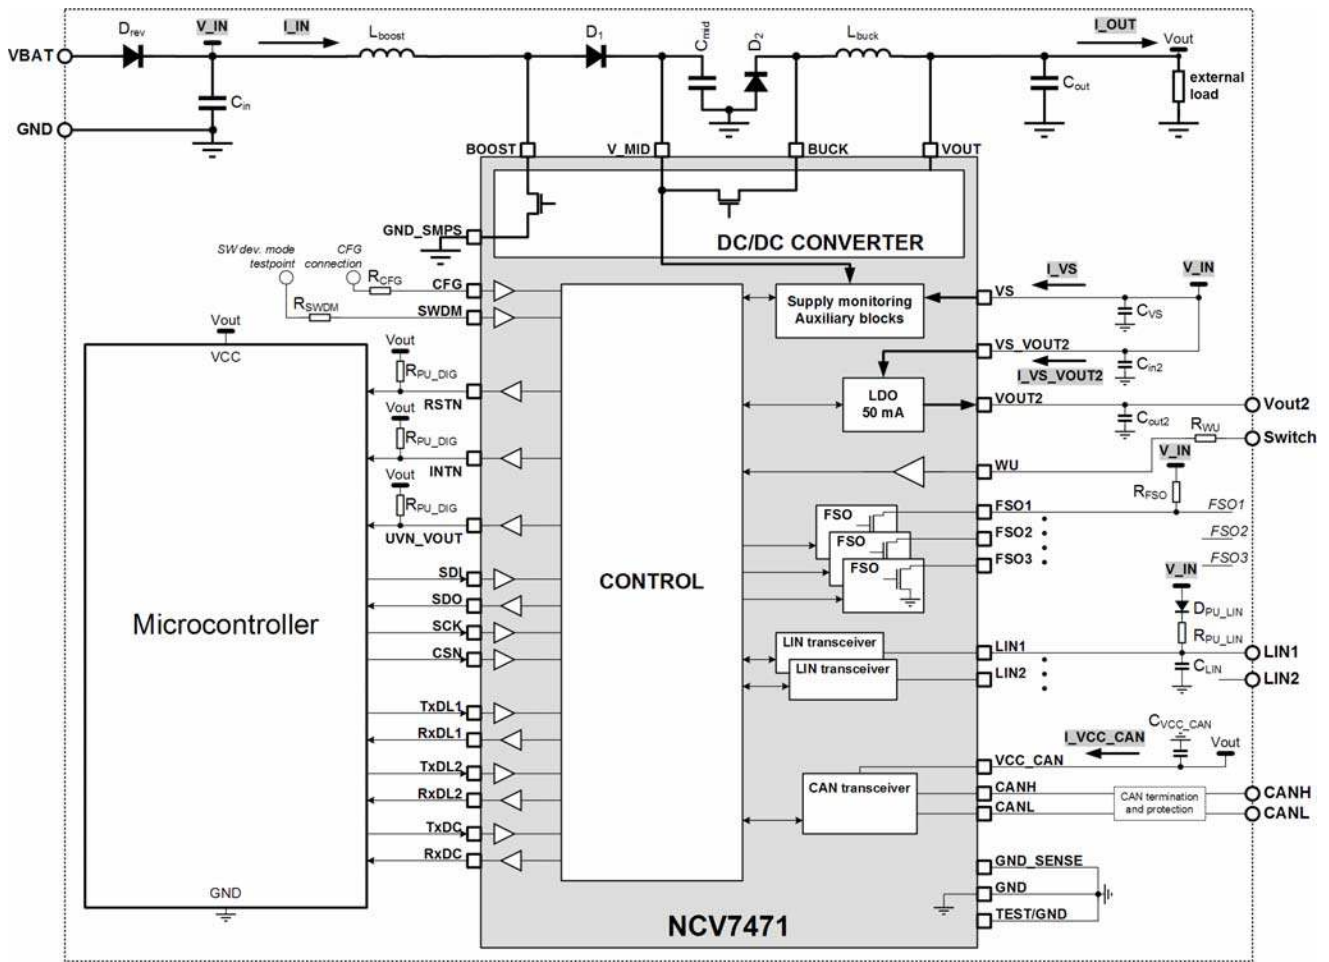 VBAT
D_rev
V_IN
I_IN
L_boost
D_1
C_mid
D_2
L_buck
I_OUT
Vout
C_in
C_out
external
load
GND
BOOST
V_MID
BUCK
VOUT
GND_SMPS
DC/DC CONVERTER
SW dev. mode
testpoint
CFG
connection
R_CFG
CFG
R_SWDM
SWDM
Supply monitoring
Auxiliary blocks
VS
I_VS
V_IN
C_VS
VS_VOUT2
I_VS_VOUT2
C_in2
LDO
50 mA
VOUT2
C_out2
Vout2
R_WU
Switch
WU
V_IN
R_FSO
Vout
VCC
Vout
R_PU_DIG
RSTN
Vout
R_PU_DIG
INTN
Vout
R_PU_DIG
UVN_VOUT
FSO
FSO1
FSO1
FSO
FSO2
FSO2
FSO
FSO3
FSO3
CONTROL
Microcontroller
SDI
SDO
SCK
CSN
V_IN
D_PU_LIN
R_PU_LIN
LIN transceiver
LIN1
LIN1
LIN transceiver
LIN2
C_LIN
LIN2
TxDL1
RxDL1
TxDL2
RxDL2
TxDC
RxDC
I_VCC_CAN
C_VCC_CAN
Vout
VCC_CAN
CAN transceiver
CANH
CANL
CAN termination
and protection
CANH
CANL
GND_SENSE
GND
TEST/GND
GND
NCV7471